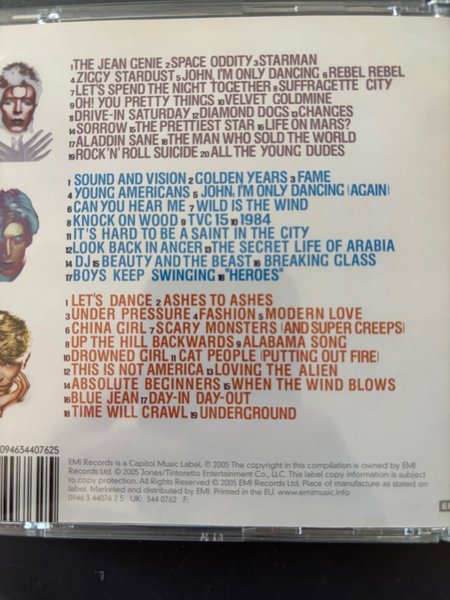 1THE JEAN GENIE 2SPACE ODDITY 3STARMAN
4ZIGGY STARDUST 5JOHN, I'M ONLY DANCING 6REBEL REBEL
7LET'S SPEND THE NIGHT TOGETHER 8SUFFRAGETTE CITY
9OH! YOU PRETTY THINGS 10VELVET GOLDMINE
11DRIVE-IN SATURDAY 12DIAMOND DOGS 13CHANGES
14SORROW 15THE PRETTIEST STAR 16LIFE ON MARS?
17ALADDIN SANE 18THE MAN WHO SOLD THE WORLD
19ROCK'N'ROLL SUICIDE 20ALL THE YOUNG DUDES
1SOUND AND VISION 2GOLDEN YEARS 3FAME
4YOUNG AMERICANS 5JOHN, I'M ONLY DANCING (AGAIN)
6CAN YOU HEAR ME 7WILD IS THE WIND
8KNOCK ON WOOD 9TVC 15 10 1984
11IT'S HARD TO BE A SAINT IN THE CITY
12LOOK BACK IN ANGER 13THE SECRET LIFE OF ARABIA
14DJ 15BEAUTY AND THE BEAST 16BREAKING GLASS
17BOYS KEEP SWINGING 18"HEROES"
1LET'S DANCE 2ASHES TO ASHES
3UNDER PRESSURE 4FASHION 5MODERN LOVE
6CHINA GIRL 7SCARY MONSTERS (AND SUPER CREEPS)
8UP THE HILL BACKWARDS 9ALABAMA SONG
10DROWNED GIRL 11CAT PEOPLE (PUTTING OUT FIRE)
12THIS IS NOT AMERICA 13LOVING THE ALIEN
14ABSOLUTE BEGINNERS 15WHEN THE WIND BLOWS
16BLUE JEAN 17DAY-IN DAY-OUT
18TIME WILL CRAWL 19UNDERGROUND
094634407625
EMI Records is a Capitol Music Label. ℗ 2005 The copyright in this compilation is owned by EMI
Records Ltd. © 2005 Jones/Tintoretto Entertainment Co., LLC. This label copy information is subject
to copy protection. All Rights Reserved © 2005 EMI Records Ltd. Place of manufacture as stated on
label. Marketed and distributed by EMI. Printed in the EU. www.emimusic.info
0946 3 44076 2 5 UK: 344 0762 F: